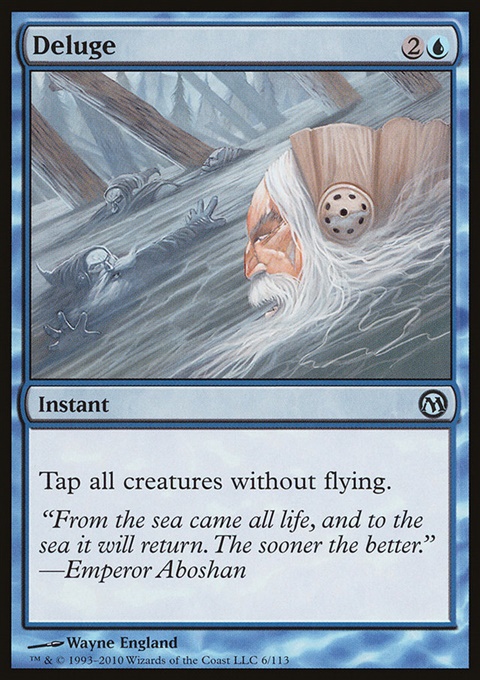 Deluge 2
Instant
Tap all creatures without flying.
“From the sea came all life, and to the
sea it will return. The sooner the better.”
—Emperor Aboshan
Wayne England
™ & © 1993–2010 Wizards of the Coast LLC 6/113